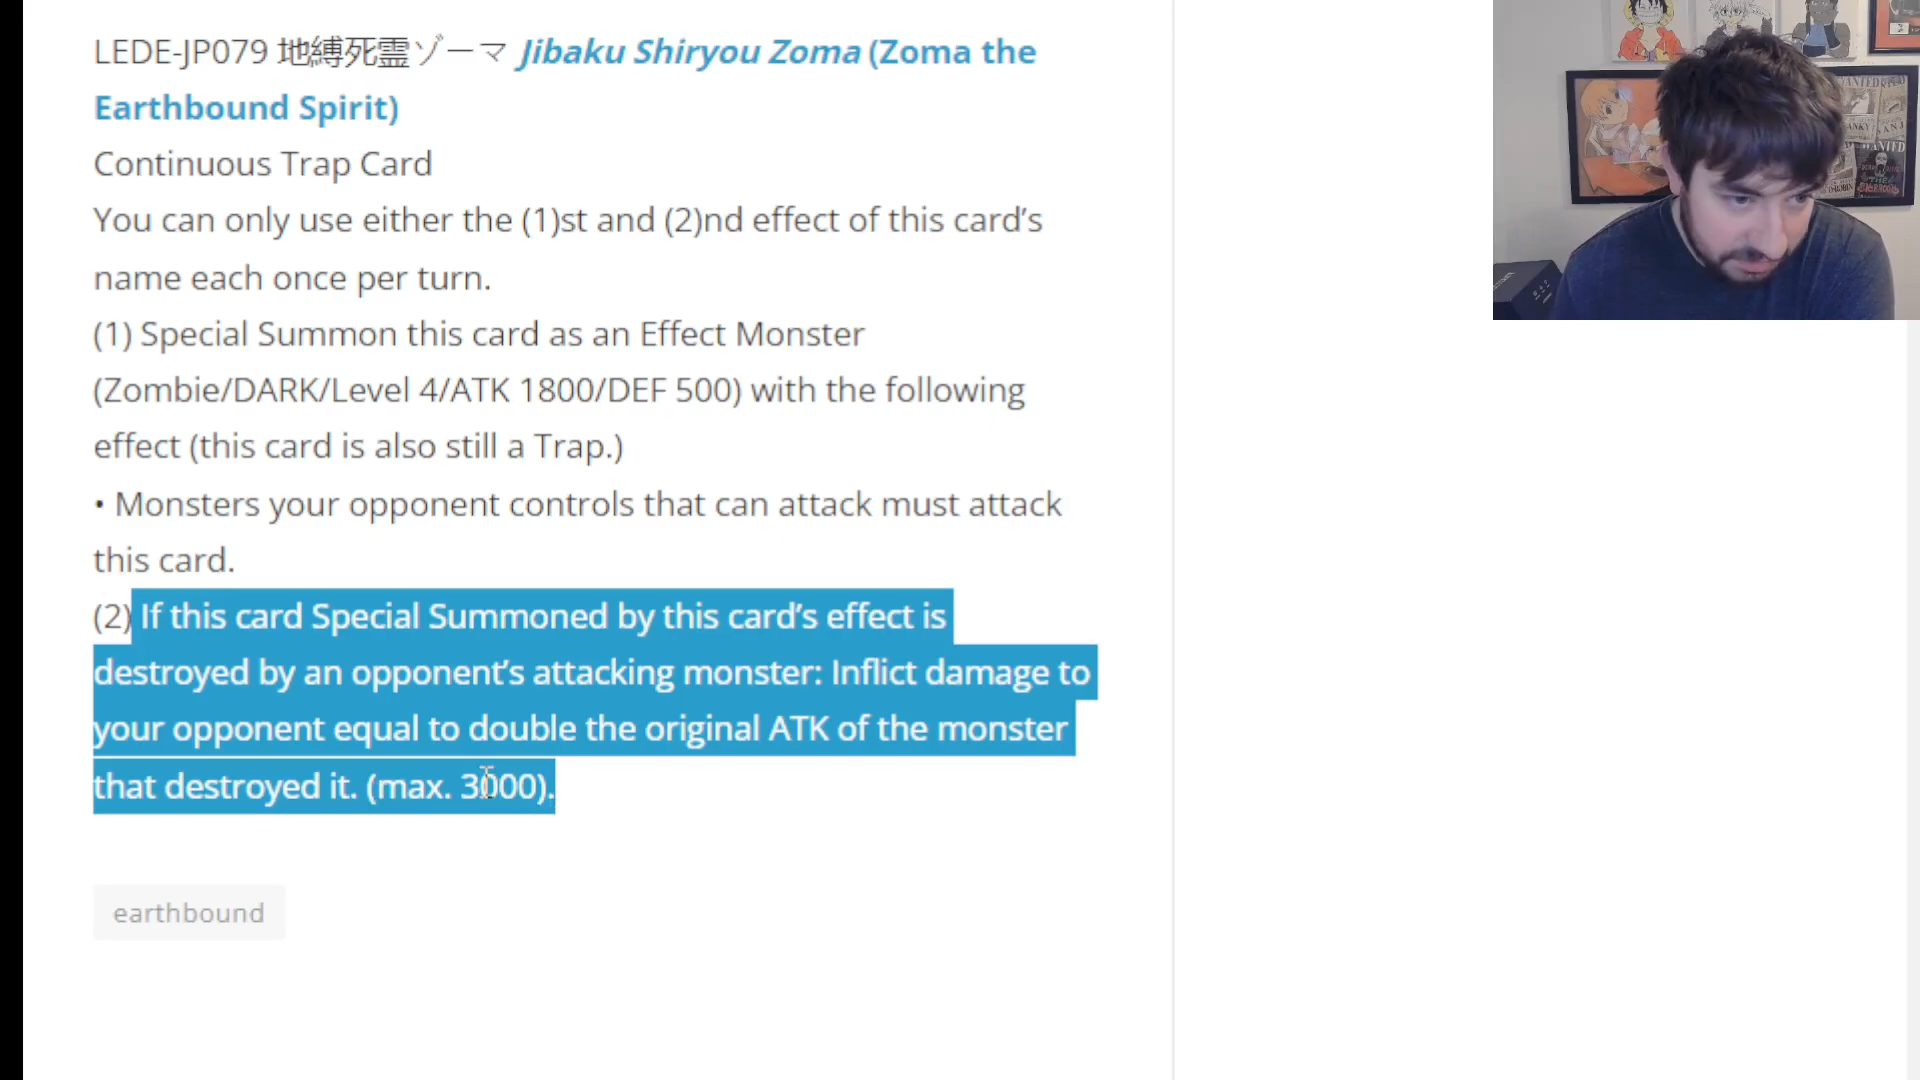 LEDE-JP079 地縛死霊ゾーマ Jibaku Shiryou Zoma (Zoma the
Earthbound Spirit)
Continuous Trap Card
You can only use either the (1)st and (2)nd effect of this card’s
name each once per turn.
(1) Special Summon this card as an Effect Monster
(Zombie/DARK/Level 4/ATK 1800/DEF 500) with the following
effect (this card is also still a Trap.)
• Monsters your opponent controls that can attack must attack
this card.
(2) If this card Special Summoned by this card’s effect is
destroyed by an opponent’s attacking monster: Inflict damage to
your opponent equal to double the original ATK of the monster
that destroyed it. (max. 3000).
earthbound
WANTED